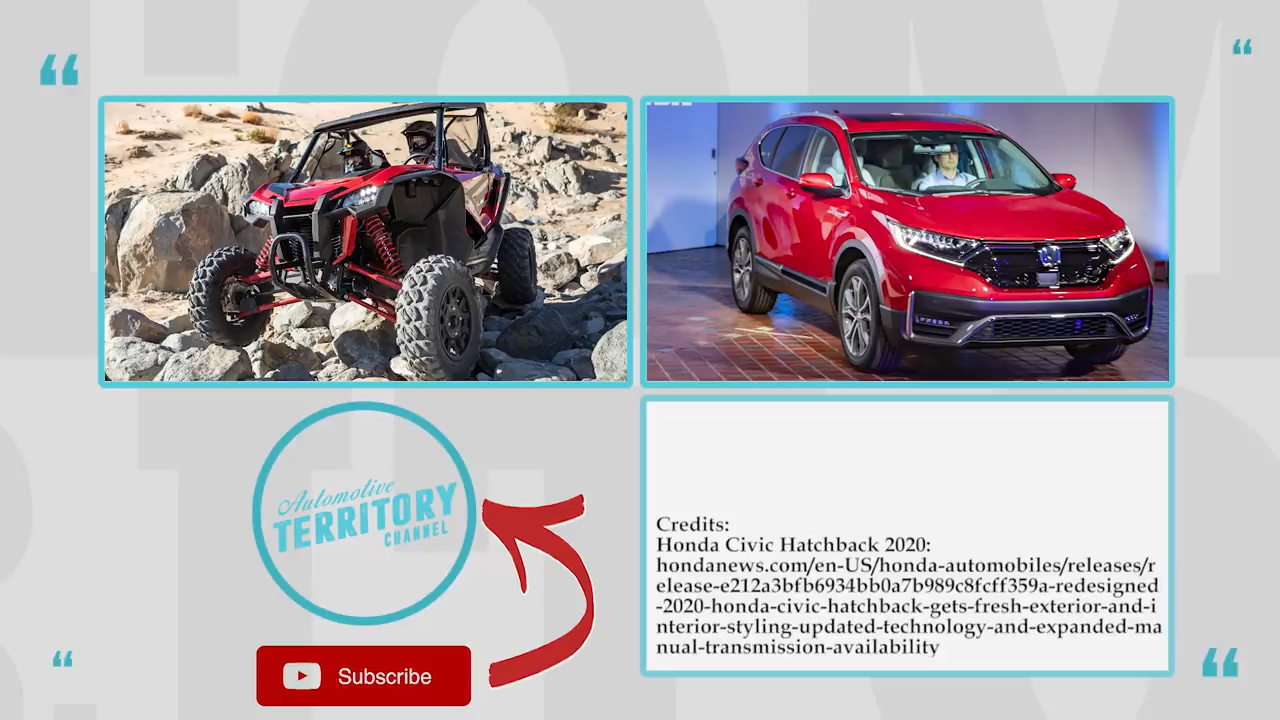 Automotive
TERRITORY
CHANNEL
Subscribe
Credits:
Honda Civic Hatchback 2020:
hondanews.com/en-US/honda-automobiles/releases/r
elease-e212a3bfb6934bb0a7b989c8fcff359a-redesigned
-2020-honda-civic-hatchback-gets-fresh-exterior-and-i
nterior-styling-updated-technology-and-expanded-ma
nual-transmission-availability